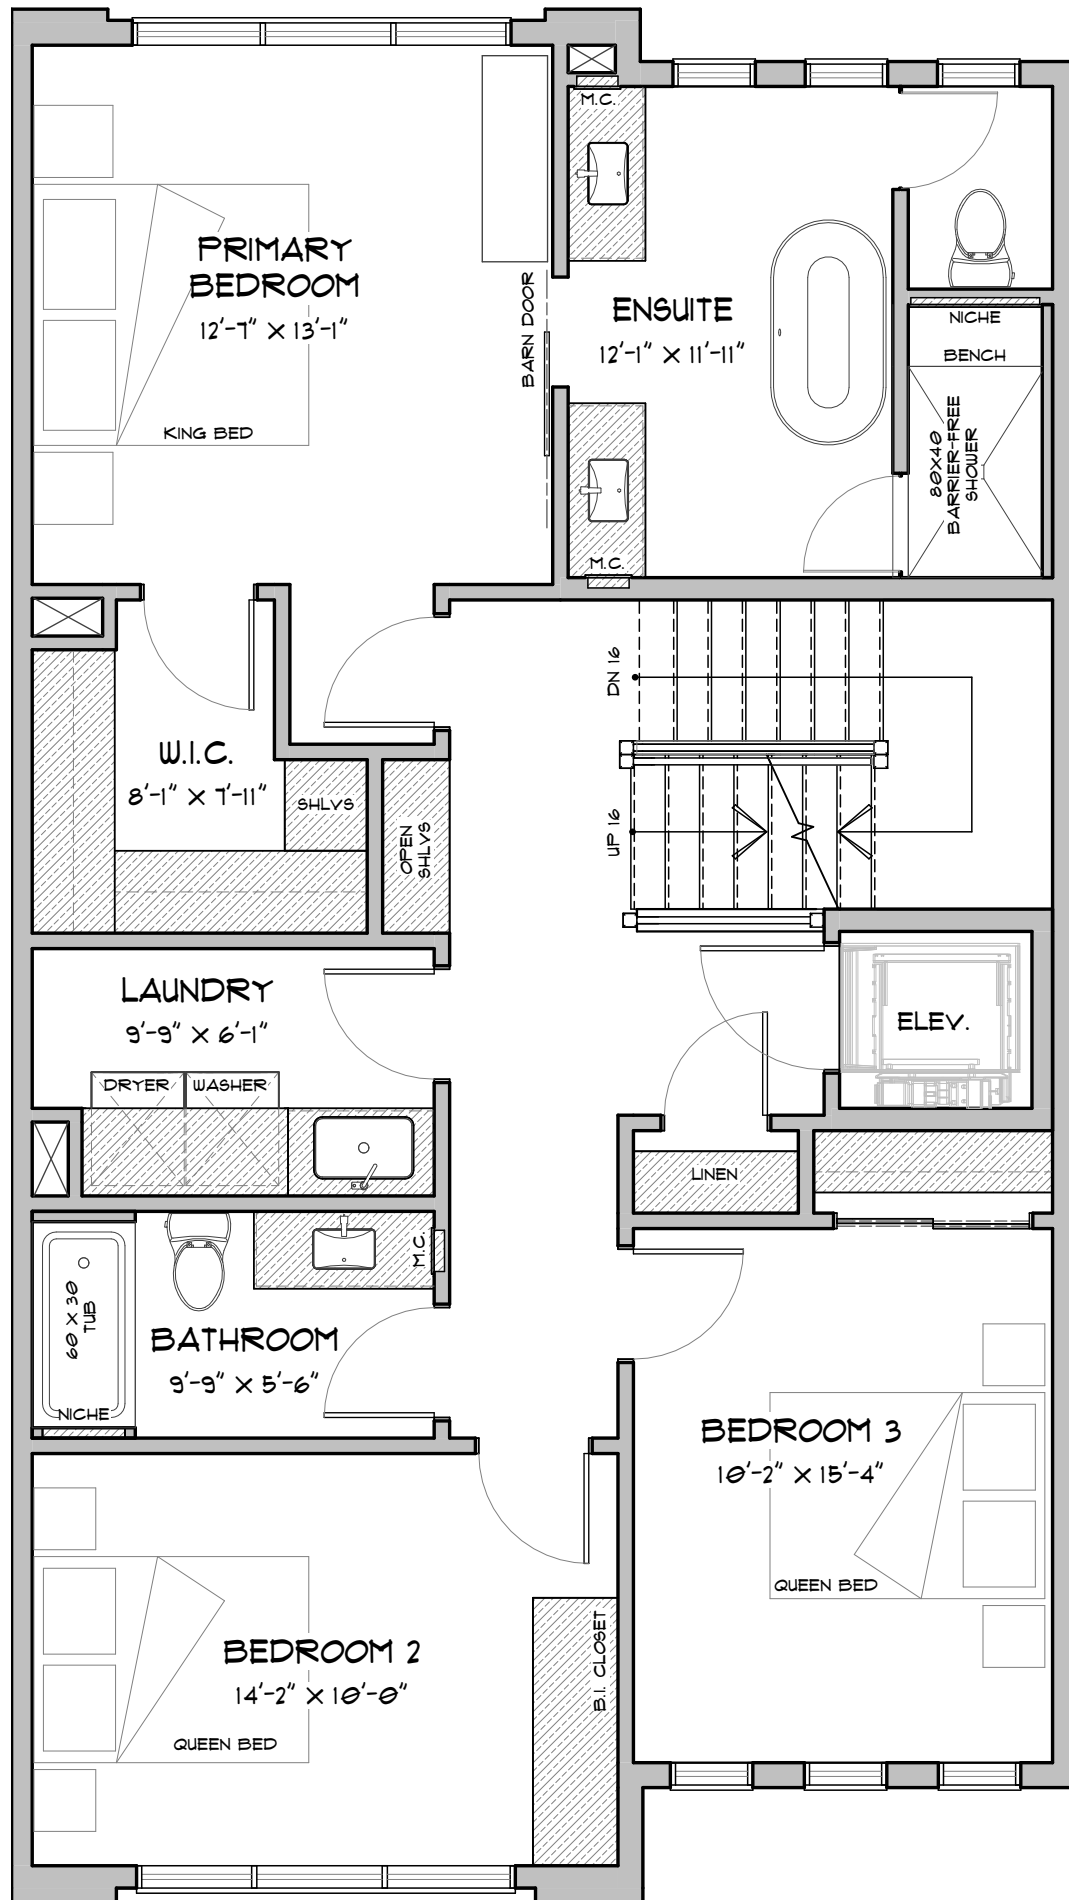 M.C.
PRIMARY
BEDROOM
12'-7" X 13'-1"
KING BED
BARN DOOR
ENSUITE
12'-1" X 11'-11"
NICHE
BENCH
80X40
BARRIER-FREE
SHOWER
M.C.
DN 16
W.I.C.
8'-1" X 7'-11"
SHLVS
OPEN
SHLVS
UP 16
LAUNDRY
9'-9" X 6'-1"
DRYER
WASHER
ELEV.
LINEN
M.C.
60 X 30
TUB
BATHROOM
9'-9" X 5'-6"
NICHE
BEDROOM 3
10'-2" X 15'-4"
QUEEN BED
BEDROOM 2
14'-2" X 10'-0"
QUEEN BED
B.I. CLOSET